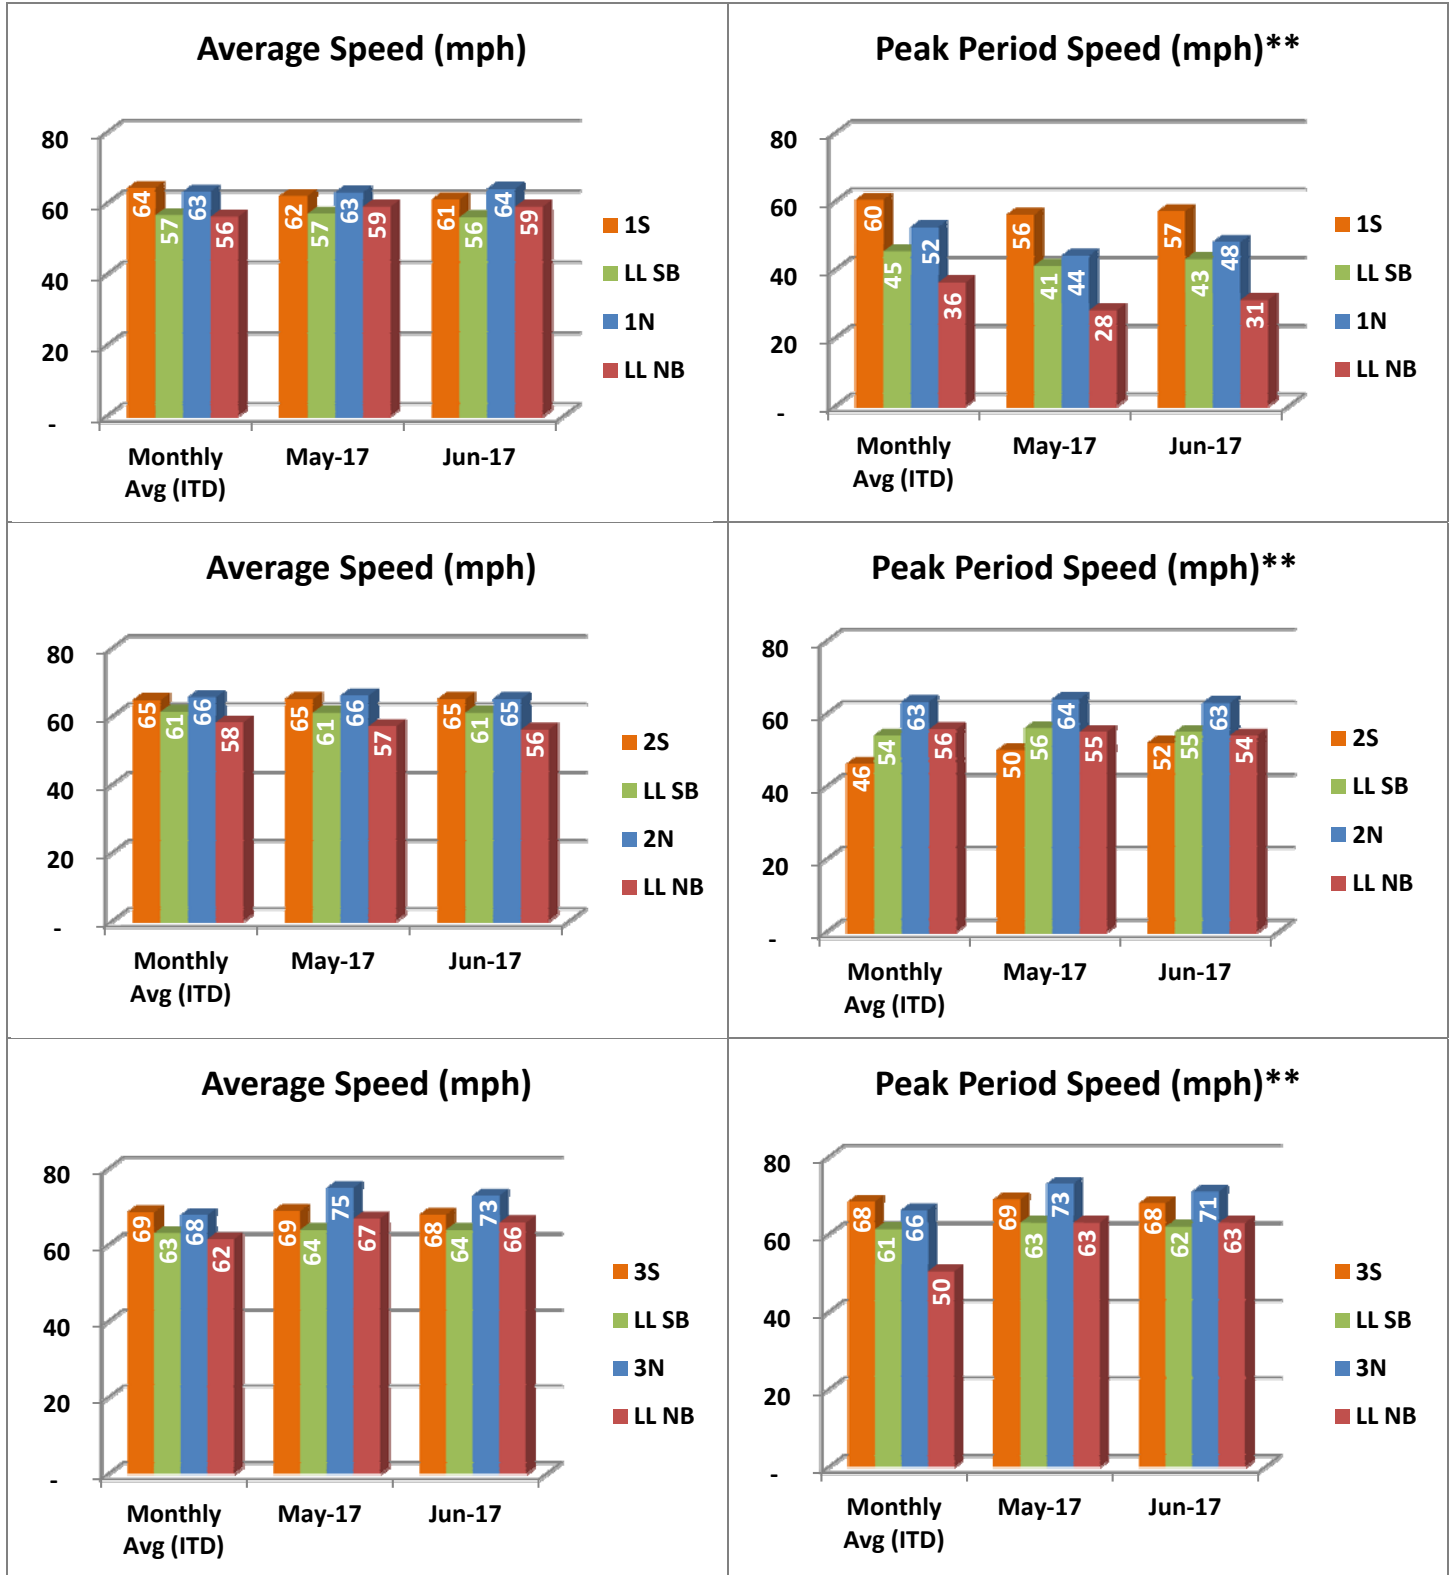 Average Speed (mph)
80
60
40
20
-
64
57
63
56
62
57
63
59
61
56
64
59
Monthly
Avg (ITD)
May-17
Jun-17
1S
LL SB
1N
LL NB
Peak Period Speed (mph)**
80
60
40
20
-
60
45
52
36
56
41
44
28
57
43
48
31
Monthly
Avg (ITD)
May-17
Jun-17
1S
LL SB
1N
LL NB
Average Speed (mph)
80
60
40
20
-
65
61
66
58
65
61
66
57
65
61
65
56
Monthly
Avg (ITD)
May-17
Jun-17
2S
LL SB
2N
LL NB
Peak Period Speed (mph)**
80
60
40
20
-
46
54
63
56
50
56
64
55
52
55
63
54
Monthly
Avg (ITD)
May-17
Jun-17
2S
LL SB
2N
LL NB
Average Speed (mph)
80
60
40
20
-
69
63
68
62
69
64
75
67
68
64
73
66
Monthly
Avg (ITD)
May-17
Jun-17
3S
LL SB
3N
LL NB
Peak Period Speed (mph)**
80
60
40
20
-
68
61
66
50
69
63
73
63
68
62
71
63
Monthly
Avg (ITD)
May-17
Jun-17
3S
LL SB
3N
LL NB